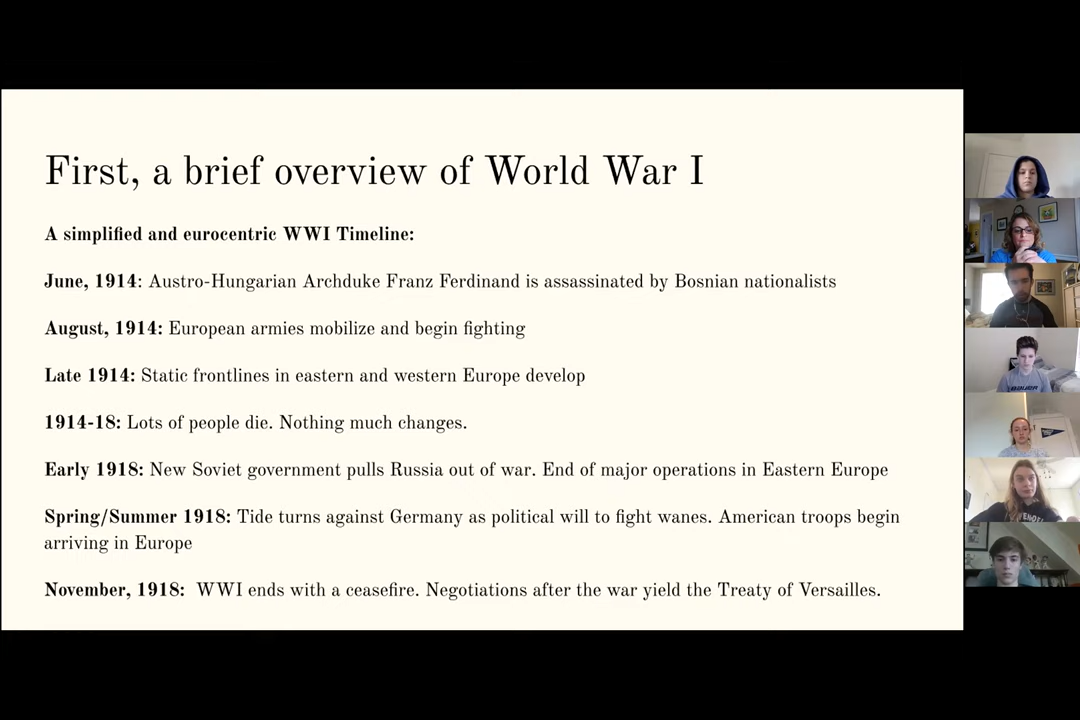 First, a brief overview of World War I
A simplified and eurocentric WWI Timeline:
June, 1914: Austro-Hungarian Archduke Franz Ferdinand is assassinated by Bosnian nationalists
August, 1914: European armies mobilize and begin fighting
Late 1914: Static frontlines in eastern and western Europe develop
1914-18: Lots of people die. Nothing much changes.
Early 1918: New Soviet government pulls Russia out of war. End of major operations in Eastern Europe
Spring/Summer 1918: Tide turns against Germany as political will to fight wanes. American troops begin
arriving in Europe
November, 1918: WWI ends with a ceasefire. Negotiations after the war yield the Treaty of Versailles.